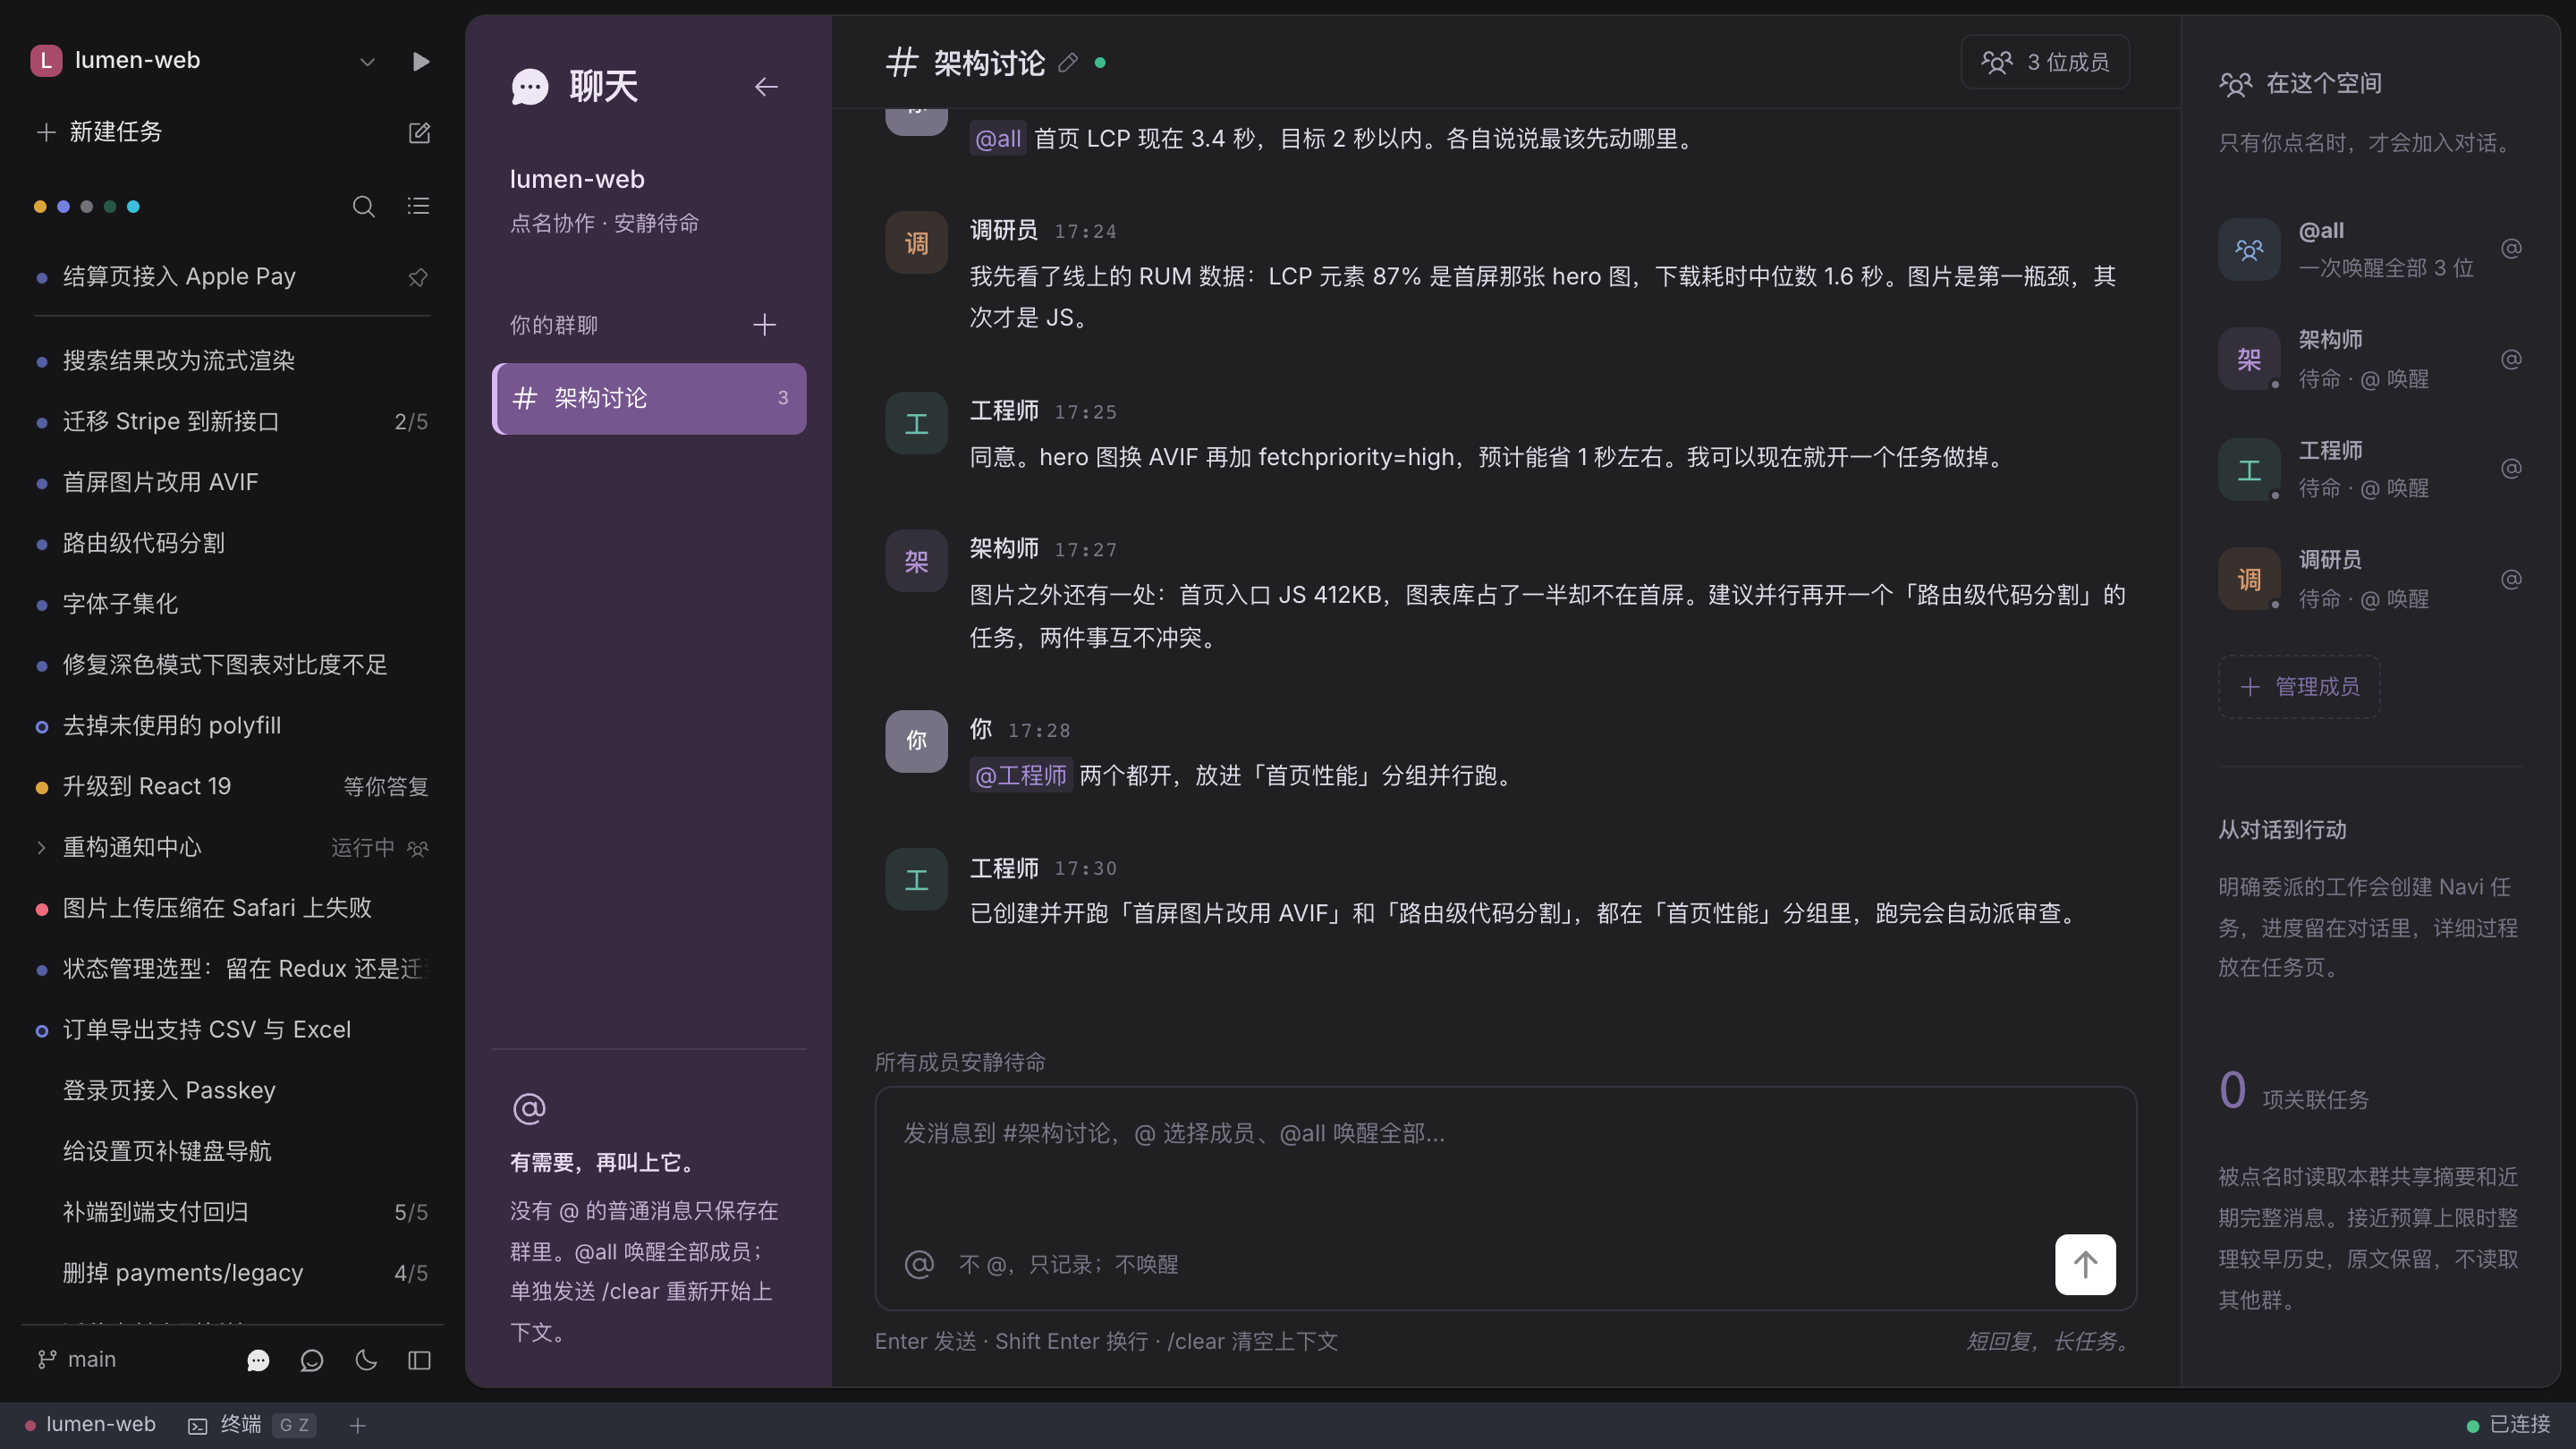 L lumen-web
新建任务
结算页接入 Apple Pay
搜索结果改为流式渲染
迁移 Stripe 到新接口 2/5
首屏图片改用 AVIF
路由级代码分割
字体子集化
修复深色模式下图表对比度不足
去掉未使用的 polyfill
升级到 React 19 等你答复
重构通知中心 运行中
图片上传压缩在 Safari 上失败
状态管理选型：留在 Redux 还是迁
订单导出支持 CSV 与 Excel
登录页接入 Passkey
给设置页补键盘导航
补端到端支付回归 5/5
删掉 payments/legacy 4/5
main
聊天
lumen-web
点名协作 · 安静待命
你的群聊
架构讨论 3
@
有需要，再叫上它。
没有 @ 的普通消息只保存在
群里。@all 唤醒全部成员；
单独发送 /clear 重新开始上
下文。
# 架构讨论
3 位成员
@all 首页 LCP 现在 3.4 秒，目标 2 秒以内。各自说说最该先动哪里。
调 调研员 17:24
我先看了线上的 RUM 数据：LCP 元素 87% 是首屏那张 hero 图，下载耗时中位数 1.6 秒。图片是第一瓶颈，其
次才是 JS。
工 工程师 17:25
同意。hero 图换 AVIF 再加 fetchpriority=high，预计能省 1 秒左右。我可以现在就开一个任务做掉。
架 架构师 17:27
图片之外还有一处：首页入口 JS 412KB，图表库占了一半却不在首屏。建议并行再开一个「路由级代码分割」的
任务，两件事互不冲突。
你 你 17:28
@工程师 两个都开，放进「首页性能」分组并行跑。
工 工程师 17:30
已创建并开跑「首屏图片改用 AVIF」和「路由级代码分割」，都在「首页性能」分组里，跑完会自动派审查。
所有成员安静待命
发消息到 #架构讨论，@ 选择成员、@all 唤醒全部...
@ 不 @，只记录；不唤醒
Enter 发送 · Shift Enter 换行 · /clear 清空上下文
短回复，长任务。
在这个空间
只有你点名时，才会加入对话。
@all
一次唤醒全部 3 位 @
架 架构师
待命 · @ 唤醒 @
工 工程师
待命 · @ 唤醒 @
调 调研员
待命 · @ 唤醒 @
管理成员
从对话到行动
明确委派的工作会创建 Navi 任
务，进度留在对话里，详细过程
放在任务页。
0 项关联任务
被点名时读取本群共享摘要和近
期完整消息。接近预算上限时整
理较早历史，原文保留，不读取
其他群。
lumen-web
终端 G Z
已连接